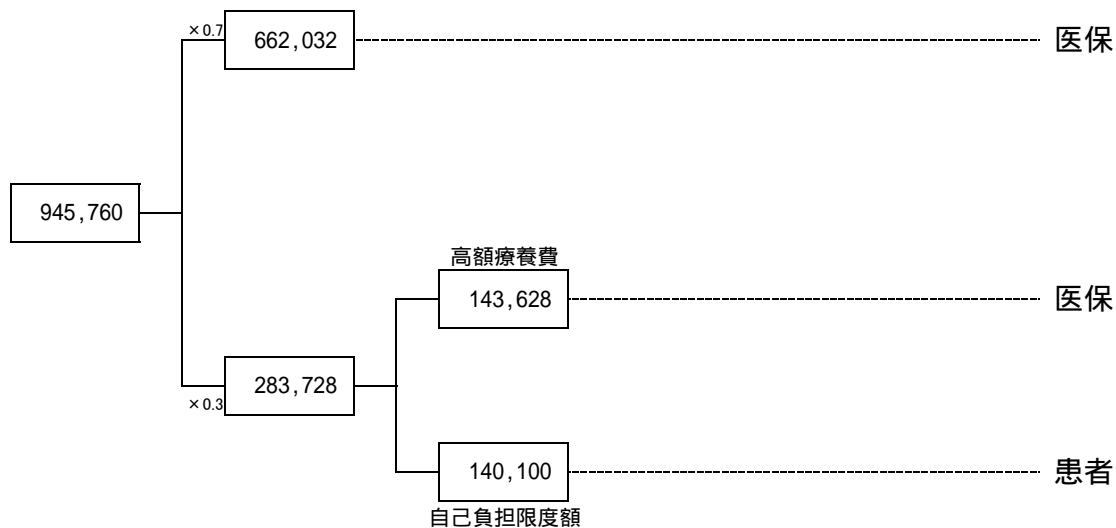 ×0.7
662,032
医保
945,760
高額療養費
143,628
医保
283,728
×0.3
140,100
患者
自己負担限度額